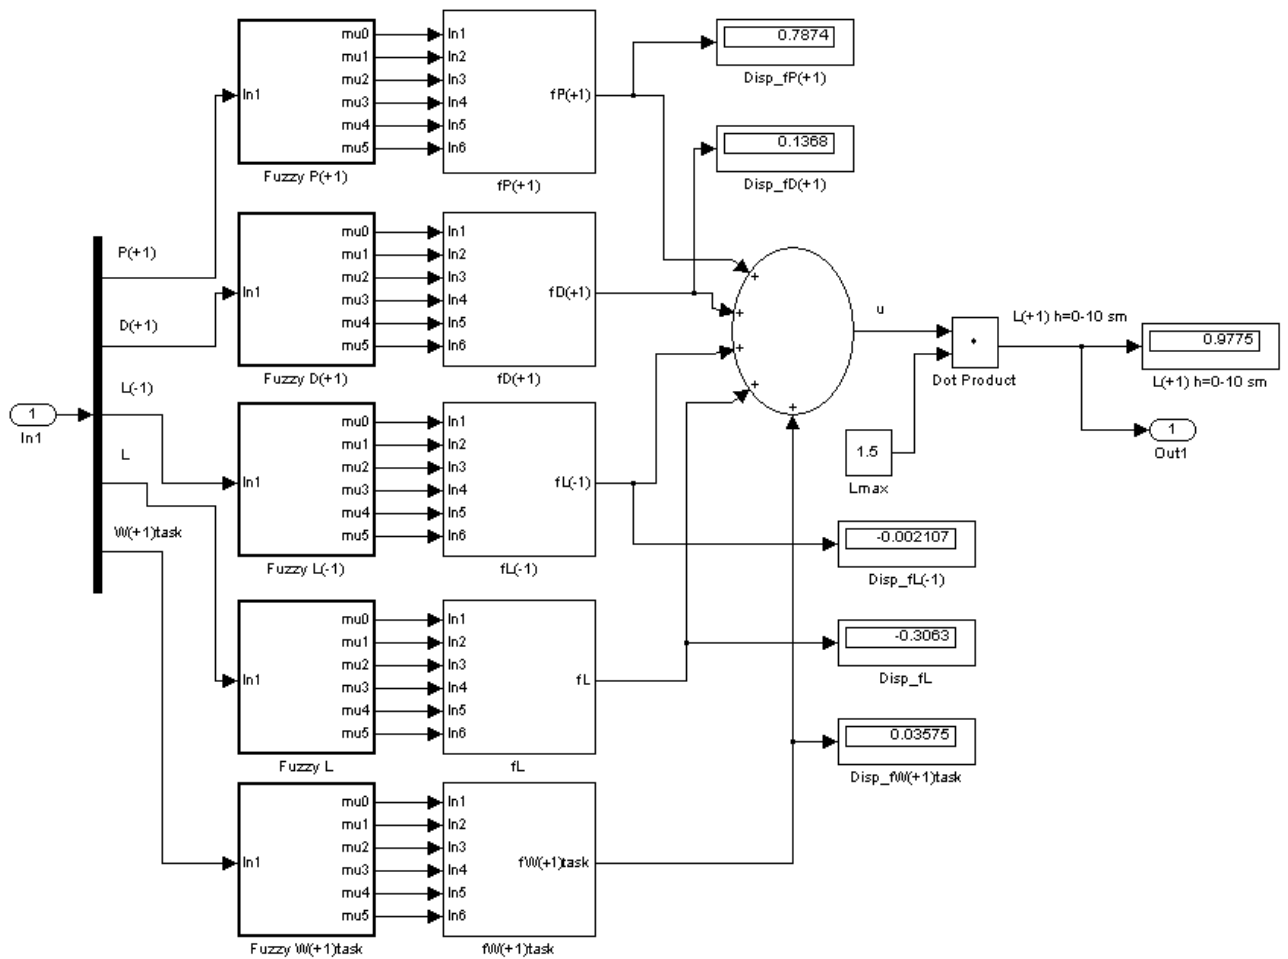 mu0 In1
mu1 In2
mu2 In3
In1 mu3 In4 fP(+1)
mu4 In5
mu5 In6
Fuzzy P(+1) fP(+1)
0.7874
Disp_fP(+1)
0.1368
Disp_fD(+1)
P(+1)
D(+1)
L(-1)
L
W(+1)task
1
In1
mu0 In1
mu1 In2
mu2 In3
In1 mu3 In4 fD(+1)
mu4 In5
mu5 In6
Fuzzy D(+1) fD(+1)
mu0 In1
mu1 In2
mu2 In3
In1 mu3 In4 fL(-1)
mu4 In5
mu5 In6
Fuzzy L(-1) fL(-1)
mu0 In1
mu1 In2
mu2 In3
In1 mu3 In4 fL
mu4 In5
mu5 In6
Fuzzy L fL
mu0 In1
mu1 In2
mu2 In3
In1 mu3 In4 fW(+1)task
mu4 In5
mu5 In6
Fuzzy W(+1)task fW(+1)task
+
+
+
+
+
u
Dot Product
1.5
Lmax
L(+1) h=0-10 sm
0.9775
L(+1) h=0-10 sm
1
Out1
-0.002107
Disp_fL(-1)
-0.3063
Disp_fL
0.03575
Disp_fW(+1)task